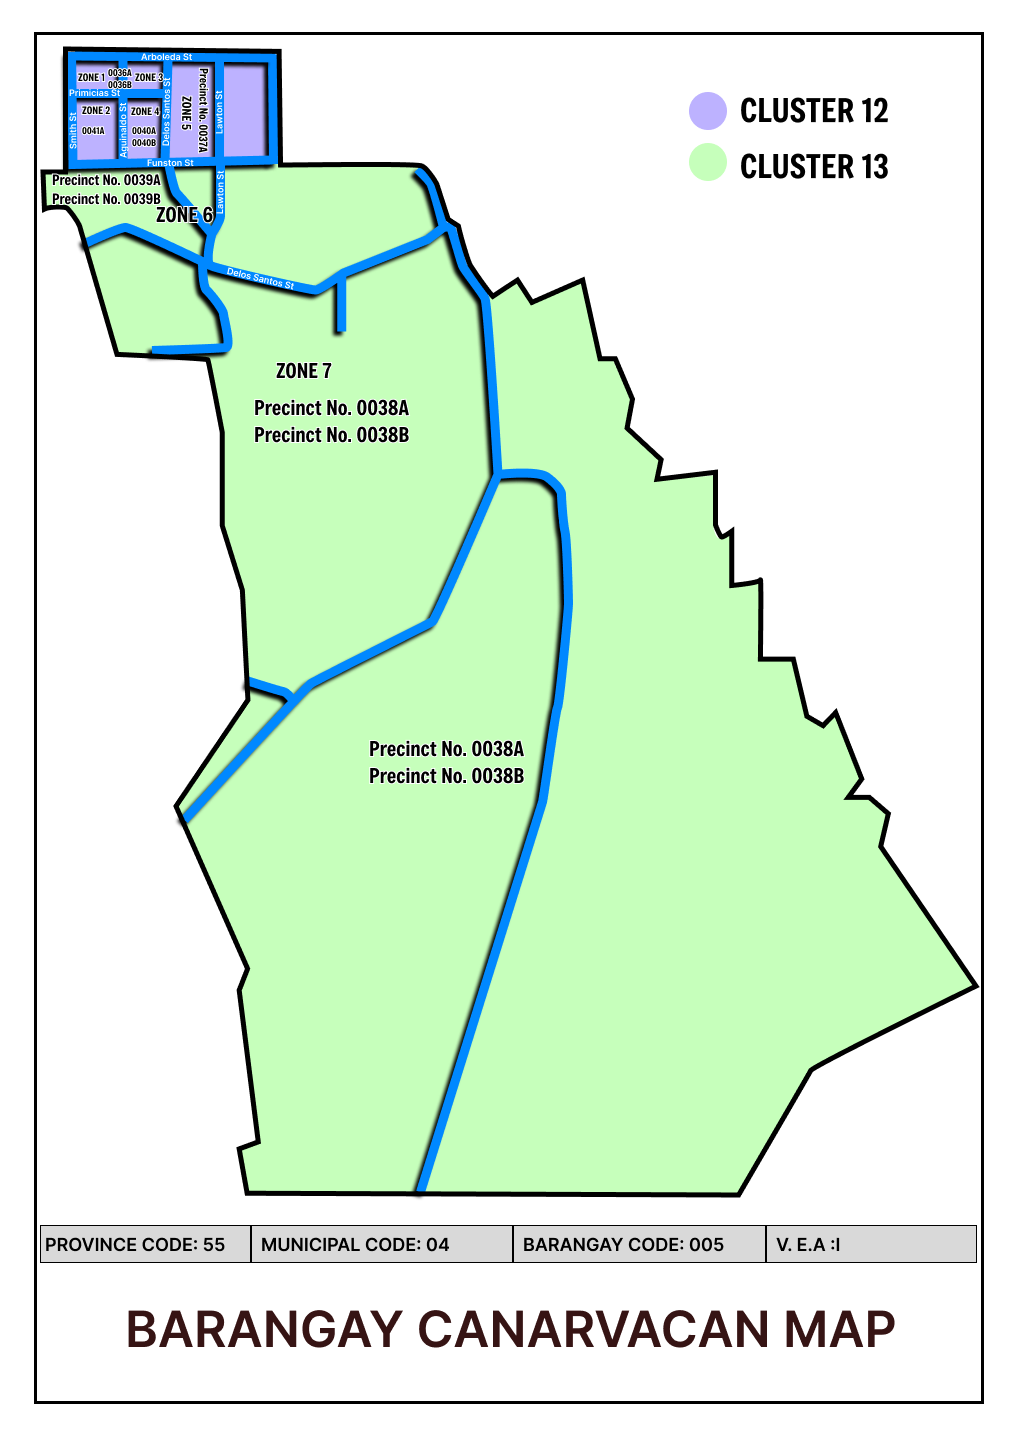 Arboleda St
ZONE 1
0036A
0036B
ZONE 3
Primicias St
ZONE 2
0041A
ZONE 4
0040A
0040B
Smith St
Aguinaldo St
Delos Santos St
ZONE 5
Precinct No. 0037A
Lawton St
Funston St
Precinct No. 0039A
Precinct No. 0039B
ZONE 6
Lawton St
Delos Santos St
CLUSTER 12
CLUSTER 13
ZONE 7
Precinct No. 0038A
Precinct No. 0038B
Precinct No. 0038A
Precinct No. 0038B
PROVINCE CODE: 55
MUNICIPAL CODE: 04
BARANGAY CODE: 005
V. E.A :I
BARANGAY CANARVACAN MAP